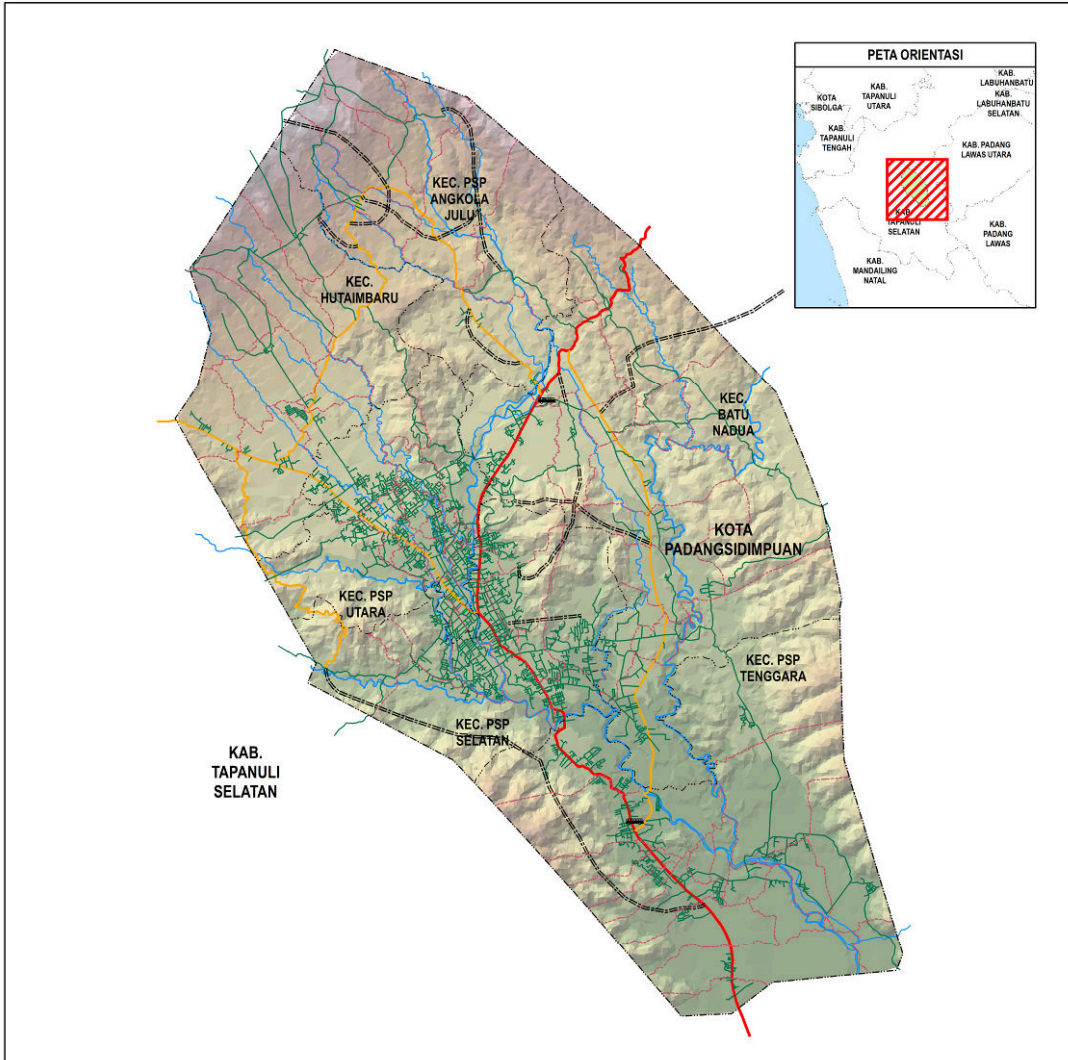 PETA ORIENTASI
KAB.
LABUHANBATU
KAB.
LABUHANBATU
SELATAN
KAB.
TAPANULI
UTARA
KOTA
SIBOLGA
KAB.
TAPANULI
TENGAH
KAB. PADANG
LAWAS UTARA
KAB.
TAPANULI
SELATAN
KAB.
PADANG
LAWAS
KAB.
MANDAILING
NATAL
KEC. PSP
ANGKOLA
JULU
KEC.
HUTAIMBARU
KEC.
BATU
NADUA
KOTA
PADANGSIDIMPUAN
KEC. PSP
UTARA
KEC. PSP
TENGGARA
KEC. PSP
SELATAN
KAB.
TAPANULI
SELATAN